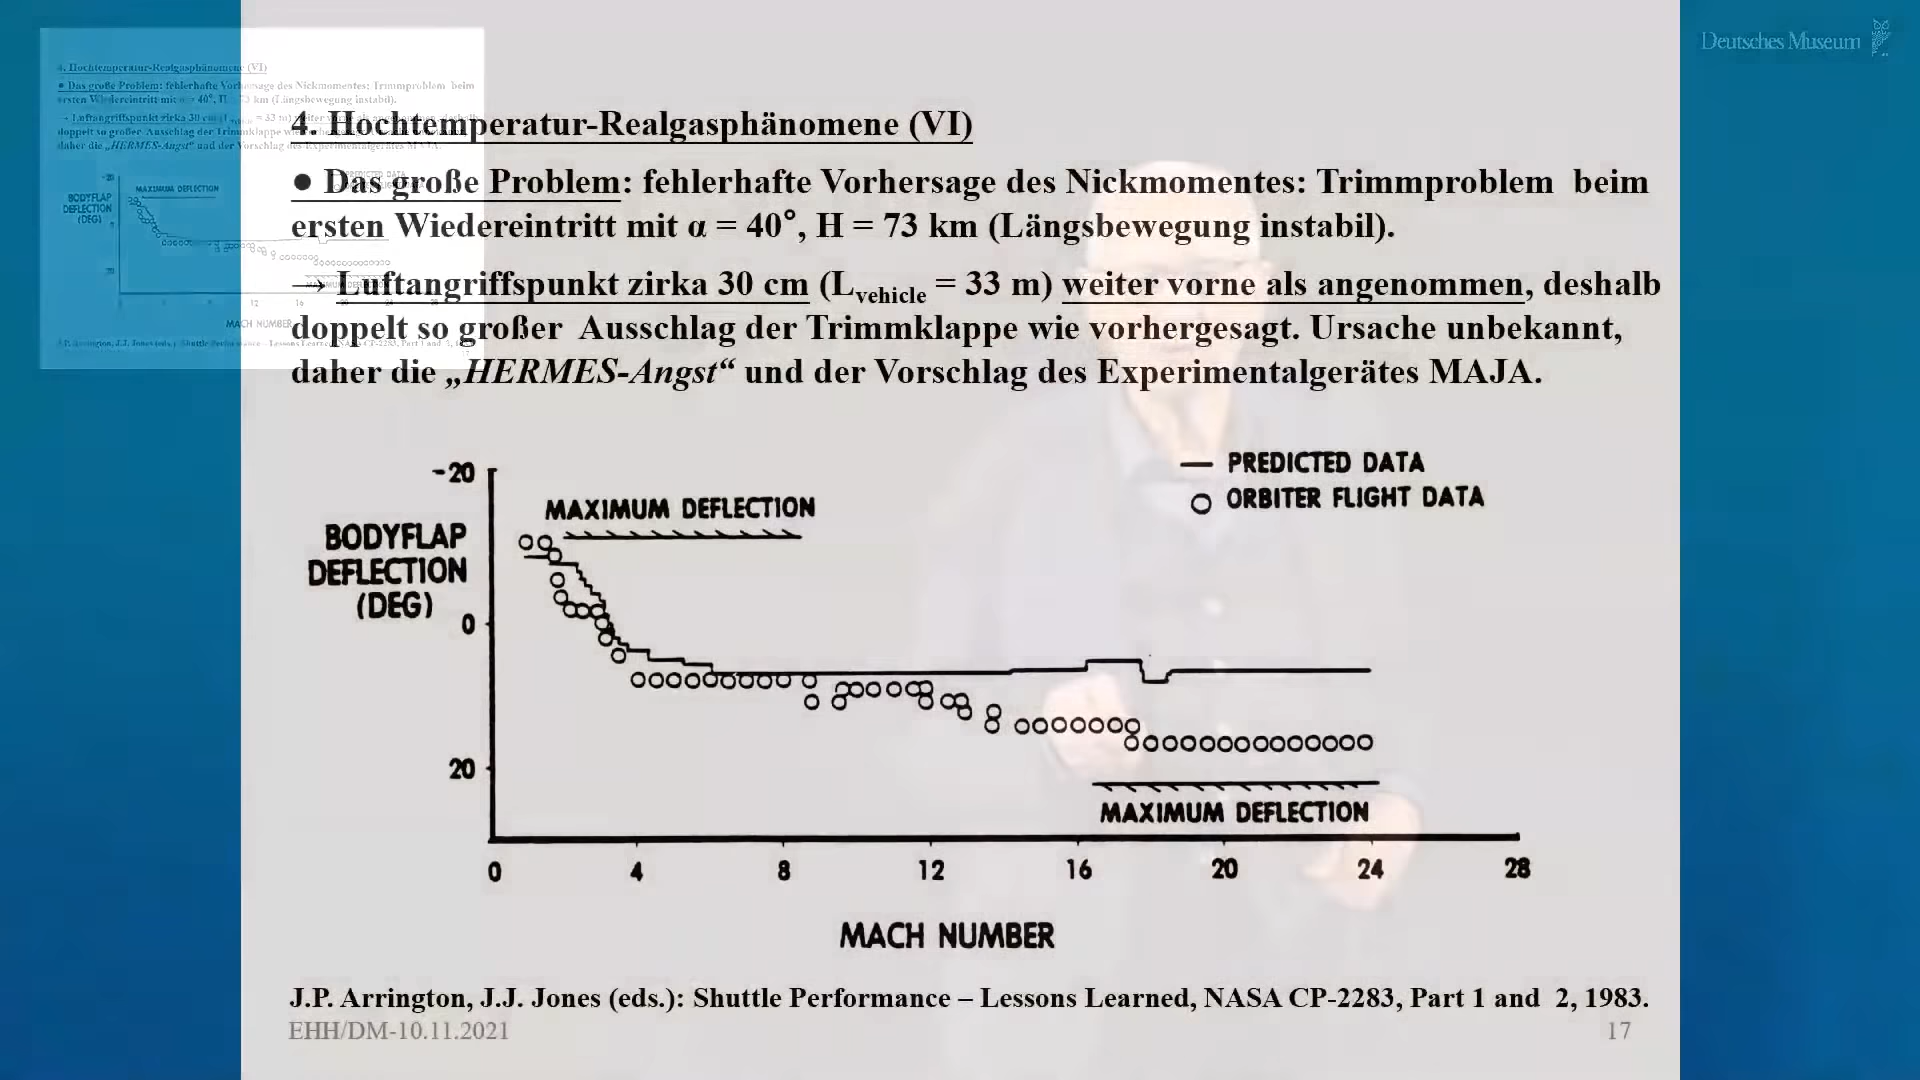 Deutsches Museum
4. Hochtemperatur-Realgasphänomene (VI)
● Das große Problem: fehlerhafte Vorhersage des Nickmomentes: Trimmproblem beim
ersten Wiedereintritt mit α = 40°, H = 73 km (Längsbewegung instabil).
→ Luftangriffspunkt zirka 30 cm (Lvehicle = 33 m) weiter vorne als angenommen, deshalb
doppelt so großer Ausschlag der Trimmklappe wie vorhergesagt. Ursache unbekannt,
daher die „HERMES-Angst“ und der Vorschlag des Experimentalgerätes MAJA.
PREDICTED DATA
ORBITER FLIGHT DATA
-20
MAXIMUM DEFLECTION
BODYFLAP
DEFLECTION
(DEG)
0
20
MAXIMUM DEFLECTION
0 4 8 12 16 20 24 28
MACH NUMBER
J.P. Arrington, J.J. Jones (eds.): Shuttle Performance – Lessons Learned, NASA CP-2283, Part 1 and 2, 1983.
EHH/DM-10.11.2021
17